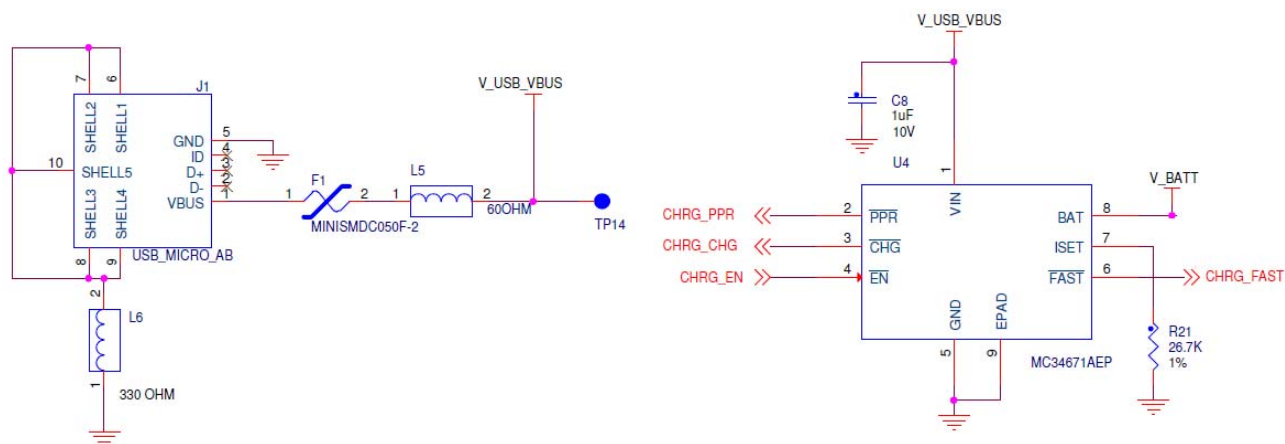 J1
7
6
SHELL2
SHELL1
GND
5
ID
4
D+
3
D-
2
VBUS
1
10
SHELL5
SHELL3
SHELL4
USB_MICRO_AB
8
9
2
L6
1
330 OHM
1
F1
2
MINISMDC050F-2
1
L5
2
60OHM
V_USB_VBUS
TP14
V_USB_VBUS
C8
1uF
10V
U4
1
VIN
CHRG_PPR
2
PPR
CHRG_CHG
3
CHG
CHRG_EN
4
EN
V_BATT
BAT
8
ISET
7
FAST
6
CHRG_FAST
GND
EPAD
5
9
MC34671AEP
R21
26.7K
1%